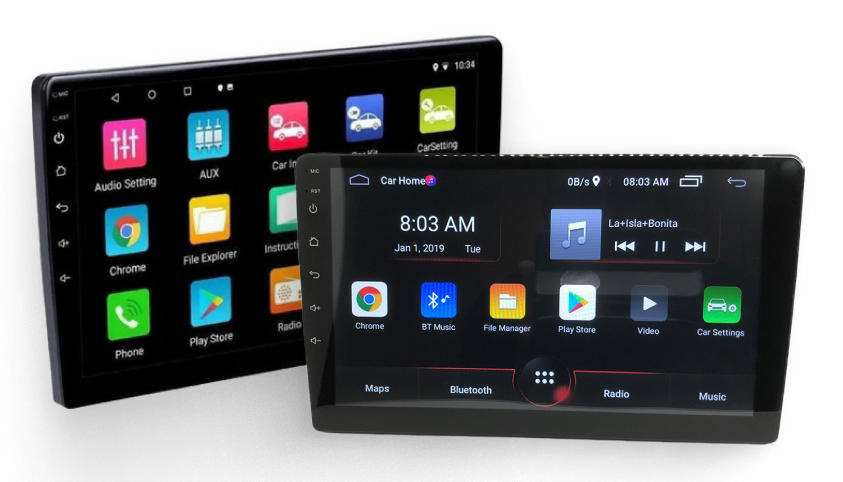 MIC
RST
10:34
Audio Setting
AUX
Car
CarSetting
Chrome
File Explorer
Phone
Play Store
Radio
MIC
RST
Car Home
0B/s
08:03 AM
8:03 AM
Jan 1, 2019 Tue
La+Isla+Bonita
Chrome
BT Music
File Manager
Play Store
Video
Car Settings
Maps
Bluetooth
Radio
Music